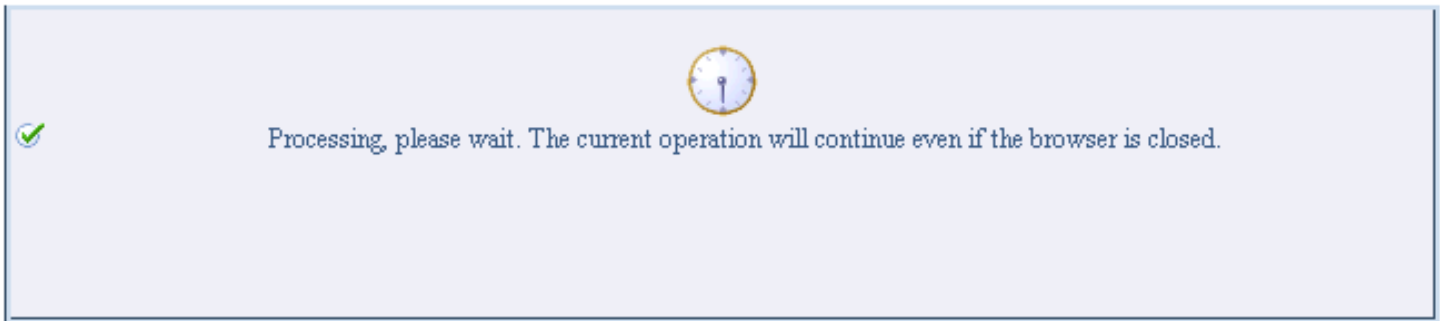 Processing, please wait. The current operation will continue even if the browser is closed.